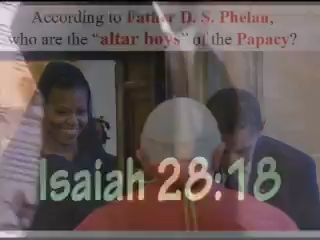 According to Father D. S. Phelan,
who are the “altar boys” of the Papacy?
Isaiah 28:18